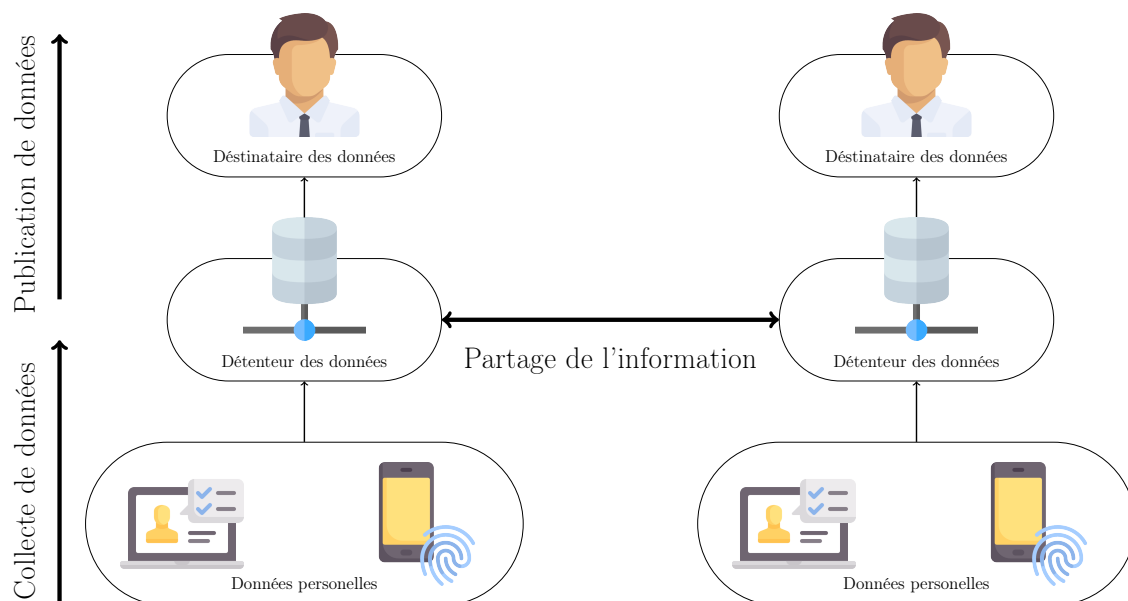 Publication de données
Déstinataire des données
Déstinataire des données
Détenteur des données
Partage de l'information
Détenteur des données
Collecte de données
Données personelles
Données personelles